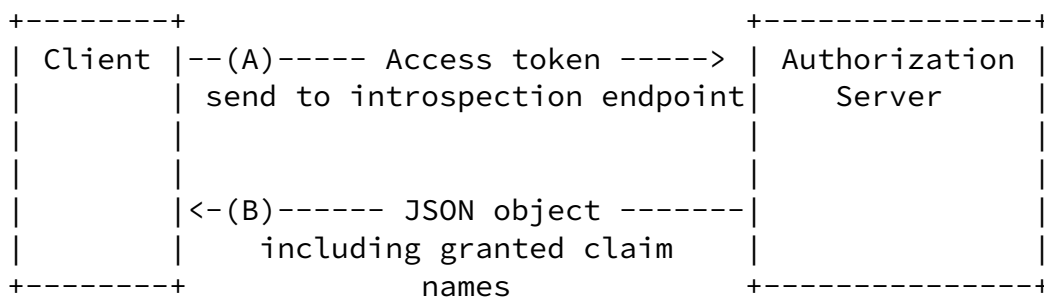 +--------+                                +---------------+
| Client |--(A)----- Access token -----> | Authorization |
|        | send to introspection endpoint|    Server     |
|        |                               |               |
|        |                               |               |
|        |<-(B)------ JSON object -------|               |
|        |    including granted claim    |               |
+--------+             names             +---------------+